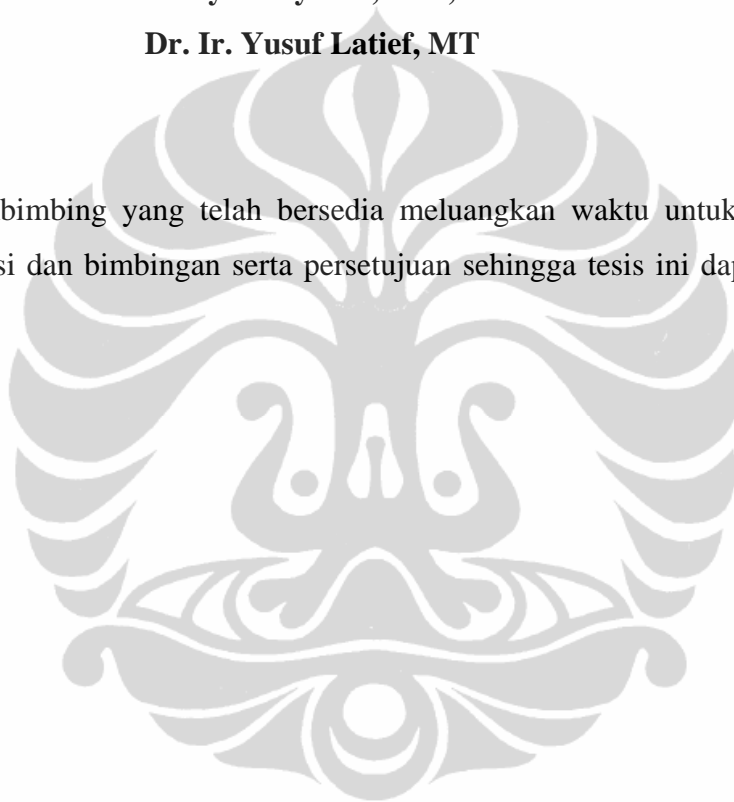 Dr. Ir. Yusuf Latief, MT
bimbing yang telah bersedia meluangkan waktu untuk
si dan bimbingan serta persetujuan sehingga tesis ini dap